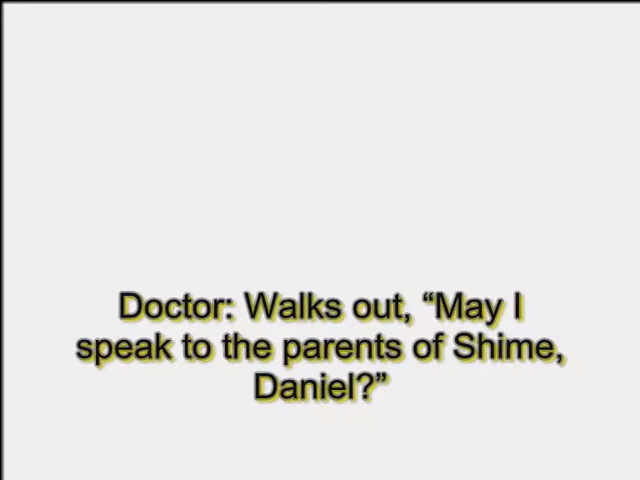 Doctor: Walks out, “May I
speak to the parents of Shime,
Daniel?”